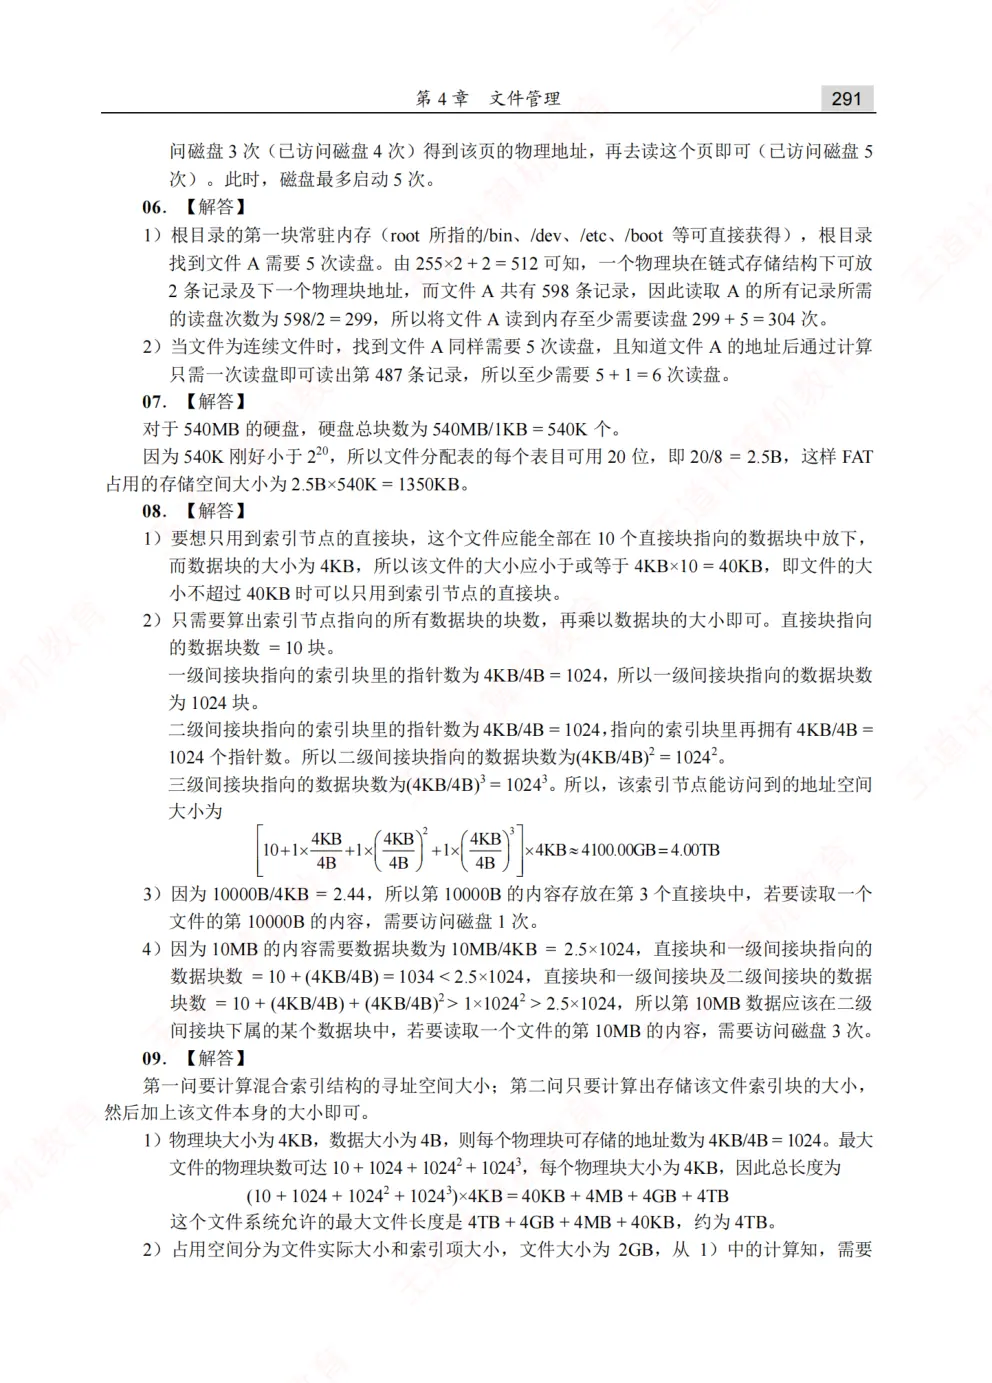 第 4 章 文件管理 291
问磁盘 3 次（已访问磁盘 4 次）得到该页的物理地址，再去读这个页即可（已访问磁盘 5
次）。此时，磁盘最多启动 5 次。
06．【解答】
1）根目录的第一块常驻内存（root 所指的/bin、/dev、/etc、/boot 等可直接获得），根目录
找到文件 A 需要 5 次读盘。由 255×2 + 2 = 512 可知，一个物理块在链式存储结构下可放
2 条记录及下一个物理块地址，而文件 A 共有 598 条记录，因此读取 A 的所有记录所需
的读盘次数为 598/2 = 299，所以将文件 A 读到内存至少需要读盘 299 + 5 = 304 次。
2）当文件为连续文件时，找到文件 A 同样需要 5 次读盘，且知道文件 A 的地址后通过计算
只需一次读盘即可读出第 487 条记录，所以至少需要 5 + 1 = 6 次读盘。
07．【解答】
对于 540MB 的硬盘，硬盘总块数为 540MB/1KB = 540K 个。
因为 540K 刚好小于 2²⁰，所以文件分配表的每个表目可用 20 位，即 20/8 = 2.5B，这样 FAT
占用的存储空间大小为 2.5B×540K = 1350KB。
08．【解答】
1）要想只用到索引节点的直接块，这个文件应能全部在 10 个直接块指向的数据块中放下，
而数据块的大小为 4KB，所以该文件的大小应小于或等于 4KB×10 = 40KB，即文件的大
小不超过 40KB 时可以只用到索引节点的直接块。
2）只需要算出索引节点指向的所有数据块的块数，再乘以数据块的大小即可。直接块指向
的数据块数 = 10 块。
一级间接块指向的索引块里的指针数为 4KB/4B = 1024，所以一级间接块指向的数据块数
为 1024 块。
二级间接块指向的索引块里的指针数为 4KB/4B = 1024，指向的索引块里再拥有 4KB/4B =
1024 个指针数。所以二级间接块指向的数据块数为(4KB/4B)² = 1024²。
三级间接块指向的数据块数为(4KB/4B)³ = 1024³。所以，该索引节点能访问到的地址空间
大小为
[10+1×4KB/4B+1×(4KB/4B)²+1×(4KB/4B)³]×4KB≈4100.00GB=4.00TB
3）因为 10000B/4KB = 2.44，所以第 10000B 的内容存放在第 3 个直接块中，若要读取一个
文件的第 10000B 的内容，需要访问磁盘 1 次。
4）因为 10MB 的内容需要数据块数为 10MB/4KB = 2.5×1024，直接块和一级间接块指向的
数据块数 = 10 + (4KB/4B) = 1034 < 2.5×1024，直接块和一级间接块及二级间接块的数据
块数 = 10 + (4KB/4B) + (4KB/4B)² > 1×1024² > 2.5×1024，所以第 10MB 数据应该在二级
间接块下属的某个数据块中，若要读取一个文件的第 10MB 的内容，需要访问磁盘 3 次。
09．【解答】
第一问要计算混合索引结构的寻址空间大小；第二问只要计算出存储该文件索引块的大小，
然后加上该文件本身的大小即可。
1）物理块大小为 4KB，数据大小为 4B，则每个物理块可存储的地址数为 4KB/4B = 1024。最大
文件的物理块数可达 10 + 1024 + 1024² + 1024³，每个物理块大小为 4KB，因此总长度为
(10 + 1024 + 1024² + 1024³)×4KB = 40KB + 4MB + 4GB + 4TB
这个文件系统允许的最大文件长度是 4TB + 4GB + 4MB + 40KB，约为 4TB。
2）占用空间分为文件实际大小和索引项大小，文件大小为 2GB，从 1）中的计算知，需要